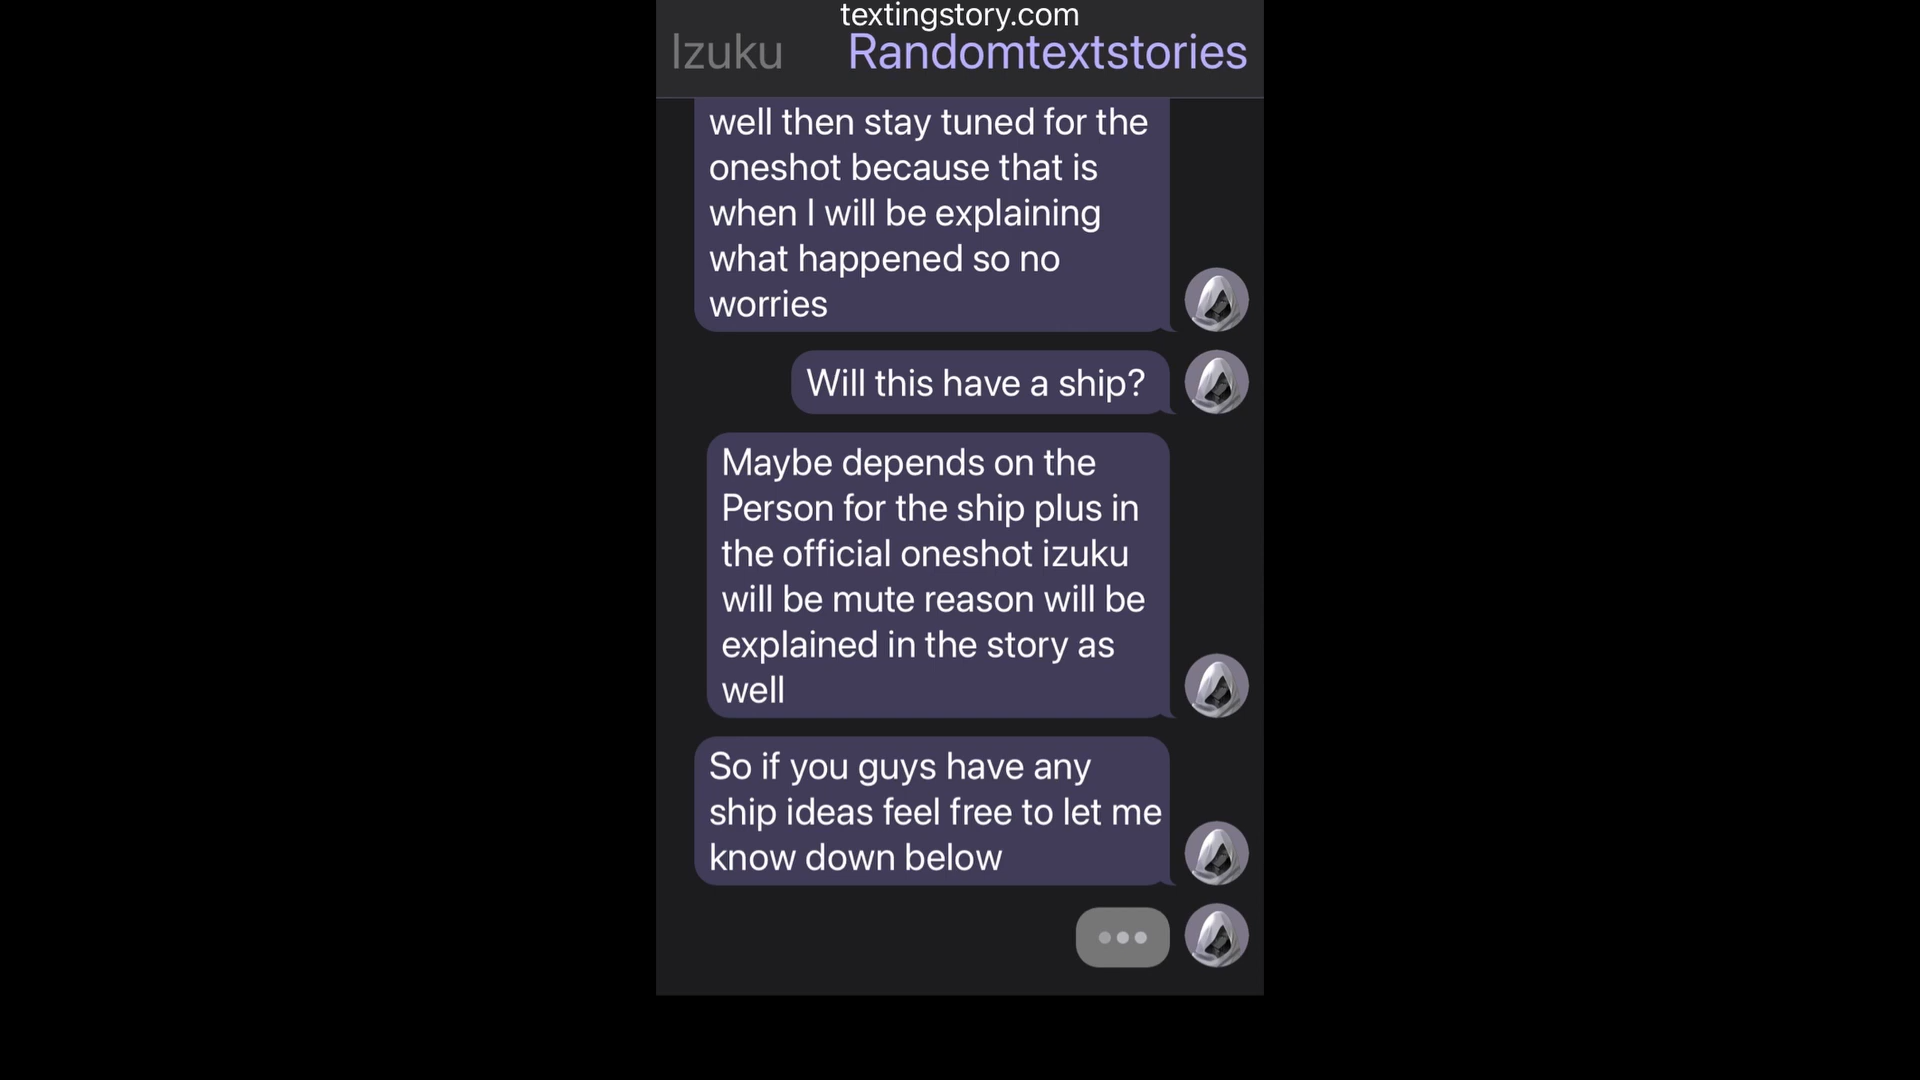 textingstory.com
Izuku Randomtextstories
well then stay tuned for the
oneshot because that is
when I will be explaining
what happened so no
worries
Will this have a ship?
Maybe depends on the
Person for the ship plus in
the official oneshot izuku
will be mute reason will be
explained in the story as
well
So if you guys have any
ship ideas feel free to let me
know down below